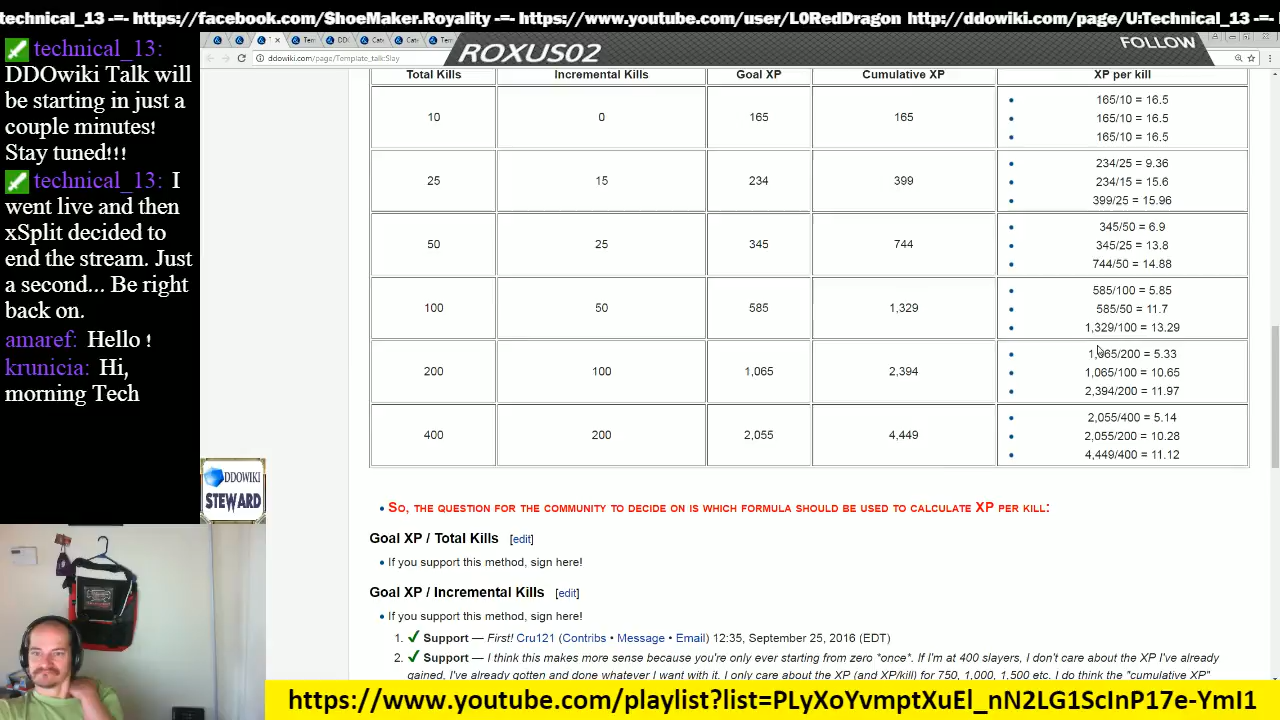 technical_13 -=- https://facebook.com/ShoeMaker.Royality -=- https://www.youtube.com/user/L0RedDragon http://ddowiki.com/page/U:Technical_13 -=-
technical_13:
DDOwiki Talk will
be starting in just a
couple minutes!
Stay tuned!!!
technical_13: I
went live and then
xSplit decided to
end the stream. Just
a second... Be right
back on.
amaref: Hello !
krunicia: Hi,
morning Tech
ROXUS02
FOLLOW
ddowiki.com/page/Template_talk:Slay
Total Kills Incremental Kills Goal XP Cumulative XP XP per kill
10 0 165 165
165/10 = 16.5
165/10 = 16.5
165/10 = 16.5
25 15 234 399
234/25 = 9.36
234/15 = 15.6
399/25 = 15.96
50 25 345 744
345/50 = 6.9
345/25 = 13.8
744/50 = 14.88
100 50 585 1,329
585/100 = 5.85
585/50 = 11.7
1,329/100 = 13.29
200 100 1,065 2,394
1,065/200 = 5.33
1,065/100 = 10.65
2,394/200 = 11.97
400 200 2,055 4,449
2,055/400 = 5.14
2,055/200 = 10.28
4,449/400 = 11.12
DDOWIKI
STEWARD
• So, the question for the community to decide on is which formula should be used to calculate XP per kill:
Goal XP / Total Kills [edit]
• If you support this method, sign here!
Goal XP / Incremental Kills [edit]
• If you support this method, sign here!
1. ✔ Support — First! Cru121 (Contribs • Message • Email) 12:35, September 25, 2016 (EDT)
2. ✔ Support — I think this makes more sense because you're only ever starting from zero *once*. If I'm at 400 slayers, I don't care about the XP I've already
gained, I've already gotten and done whatever I want with it. I only care about the XP (and XP/kill) for 750, 1,000, 1,500 etc. I do think the "cumulative XP"
https://www.youtube.com/playlist?list=PLyXoYvmptXuEl_nN2LG1ScInP17e-YmI1